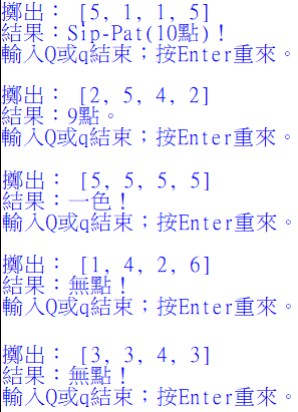 擲出： [5, 1, 1, 5]
結果：Sip-Pat(10點)！
輸入Q或q結束；按Enter重來。
擲出： [2, 5, 4, 2]
結果：9點。
輸入Q或q結束；按Enter重來。
擲出： [5, 5, 5, 5]
結果：一色！
輸入Q或q結束；按Enter重來。
擲出： [1, 4, 2, 6]
結果：無點！
輸入Q或q結束；按Enter重來。
擲出： [3, 3, 4, 3]
結果：無點！
輸入Q或q結束；按Enter重來。